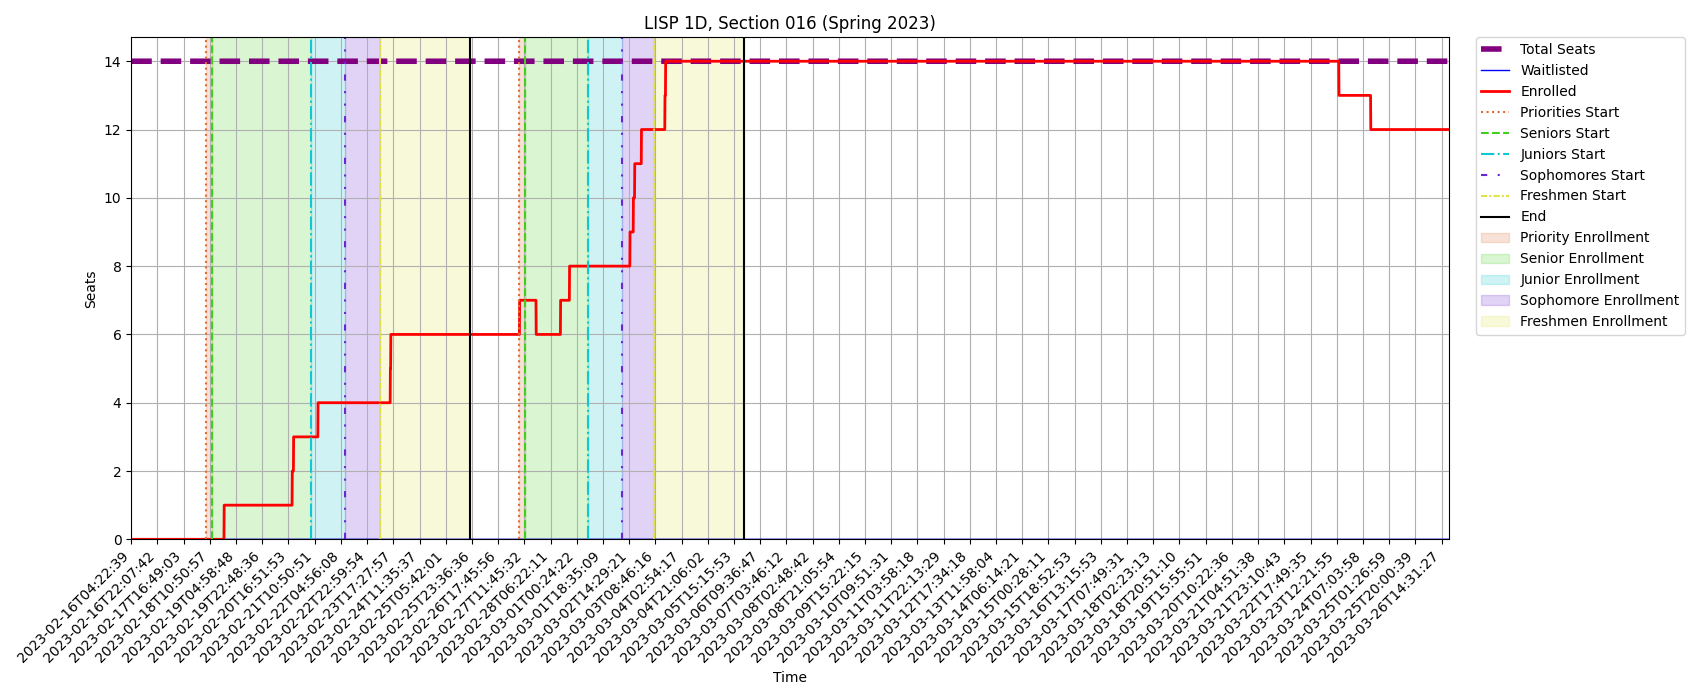 LISP 1D, Section 016 (Spring 2023)
Seats
14
12
10
8
6
4
2
0
2023-02-16T04:22:39
2023-02-16T22:07:42
2023-02-17T16:49:03
2023-02-18T10:50:57
2023-02-19T04:58:48
2023-02-19T22:48:36
2023-02-20T16:51:53
2023-02-21T10:50:51
2023-02-22T04:56:08
2023-02-22T22:59:54
2023-02-23T17:27:57
2023-02-24T11:35:37
2023-02-25T05:42:01
2023-02-25T23:36:36
2023-02-26T17:45:56
2023-02-27T11:45:32
2023-02-28T06:22:11
2023-03-01T00:24:22
2023-03-01T18:35:09
2023-03-02T14:29:21
2023-03-03T08:46:16
2023-03-04T02:54:17
2023-03-04T21:06:02
2023-03-05T15:15:53
2023-03-06T09:36:47
2023-03-07T03:46:12
2023-03-08T02:48:42
2023-03-08T21:05:54
2023-03-09T15:22:15
2023-03-10T09:51:31
2023-03-11T03:58:18
2023-03-11T22:13:29
2023-03-12T17:34:18
2023-03-13T11:58:04
2023-03-14T06:14:21
2023-03-15T00:28:11
2023-03-15T18:52:53
2023-03-16T13:15:53
2023-03-17T07:49:31
2023-03-18T02:23:13
2023-03-18T20:51:10
2023-03-19T15:55:51
2023-03-20T10:22:36
2023-03-21T04:51:38
2023-03-21T23:10:43
2023-03-22T17:49:35
2023-03-23T12:21:55
2023-03-24T07:03:58
2023-03-25T01:26:59
2023-03-25T20:00:39
2023-03-26T14:31:27
Time
Total Seats
Waitlisted
Enrolled
Priorities Start
Seniors Start
Juniors Start
Sophomores Start
Freshmen Start
End
Priority Enrollment
Senior Enrollment
Junior Enrollment
Sophomore Enrollment
Freshmen Enrollment